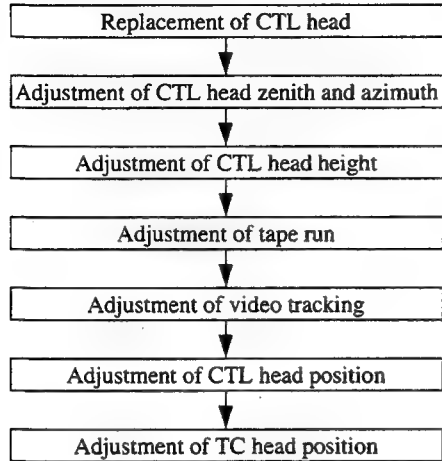 Replacement of CTL head
Adjustment of CTL head zenith and azimuth
Adjustment of CTL head height
Adjustment of tape run
Adjustment of video tracking
Adjustment of CTL head position
Adjustment of TC head position